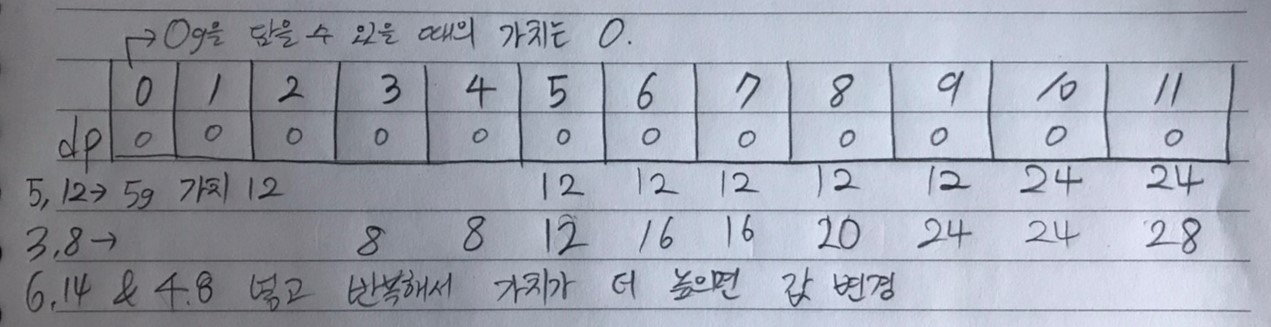 →0g을 담을 수 있을 때의 가치는 0.
0 1 2 3 4 5 6 7 8 9 10 11
dp 0 0 0 0 0 0 0 0 0 0 0 0
5,12→ 5g 가치 12 12 12 12 12 12 24 24
3,8→ 8 8 12 16 16 20 24 24 28
6,14 & 4.8 넣고 반복해서 가치가 더 높으면 값 변경